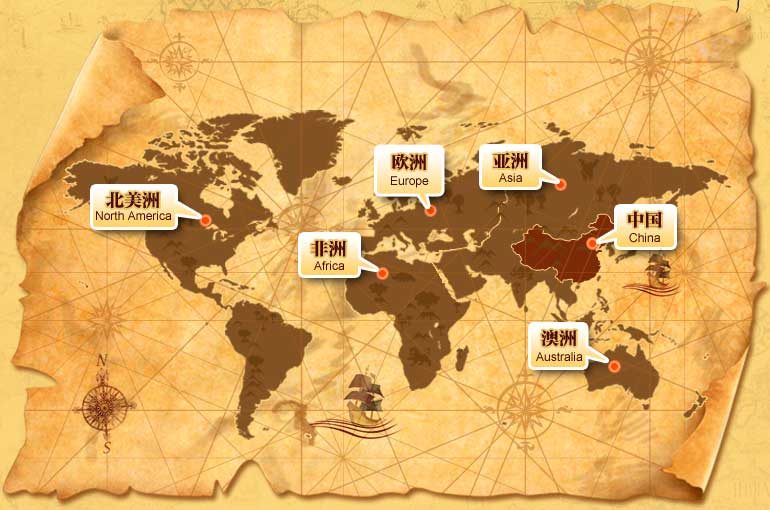 欧洲
Europe
亚洲
Asia
北美洲
North America
中国
China
非洲
Africa
澳洲
Australia
N
S